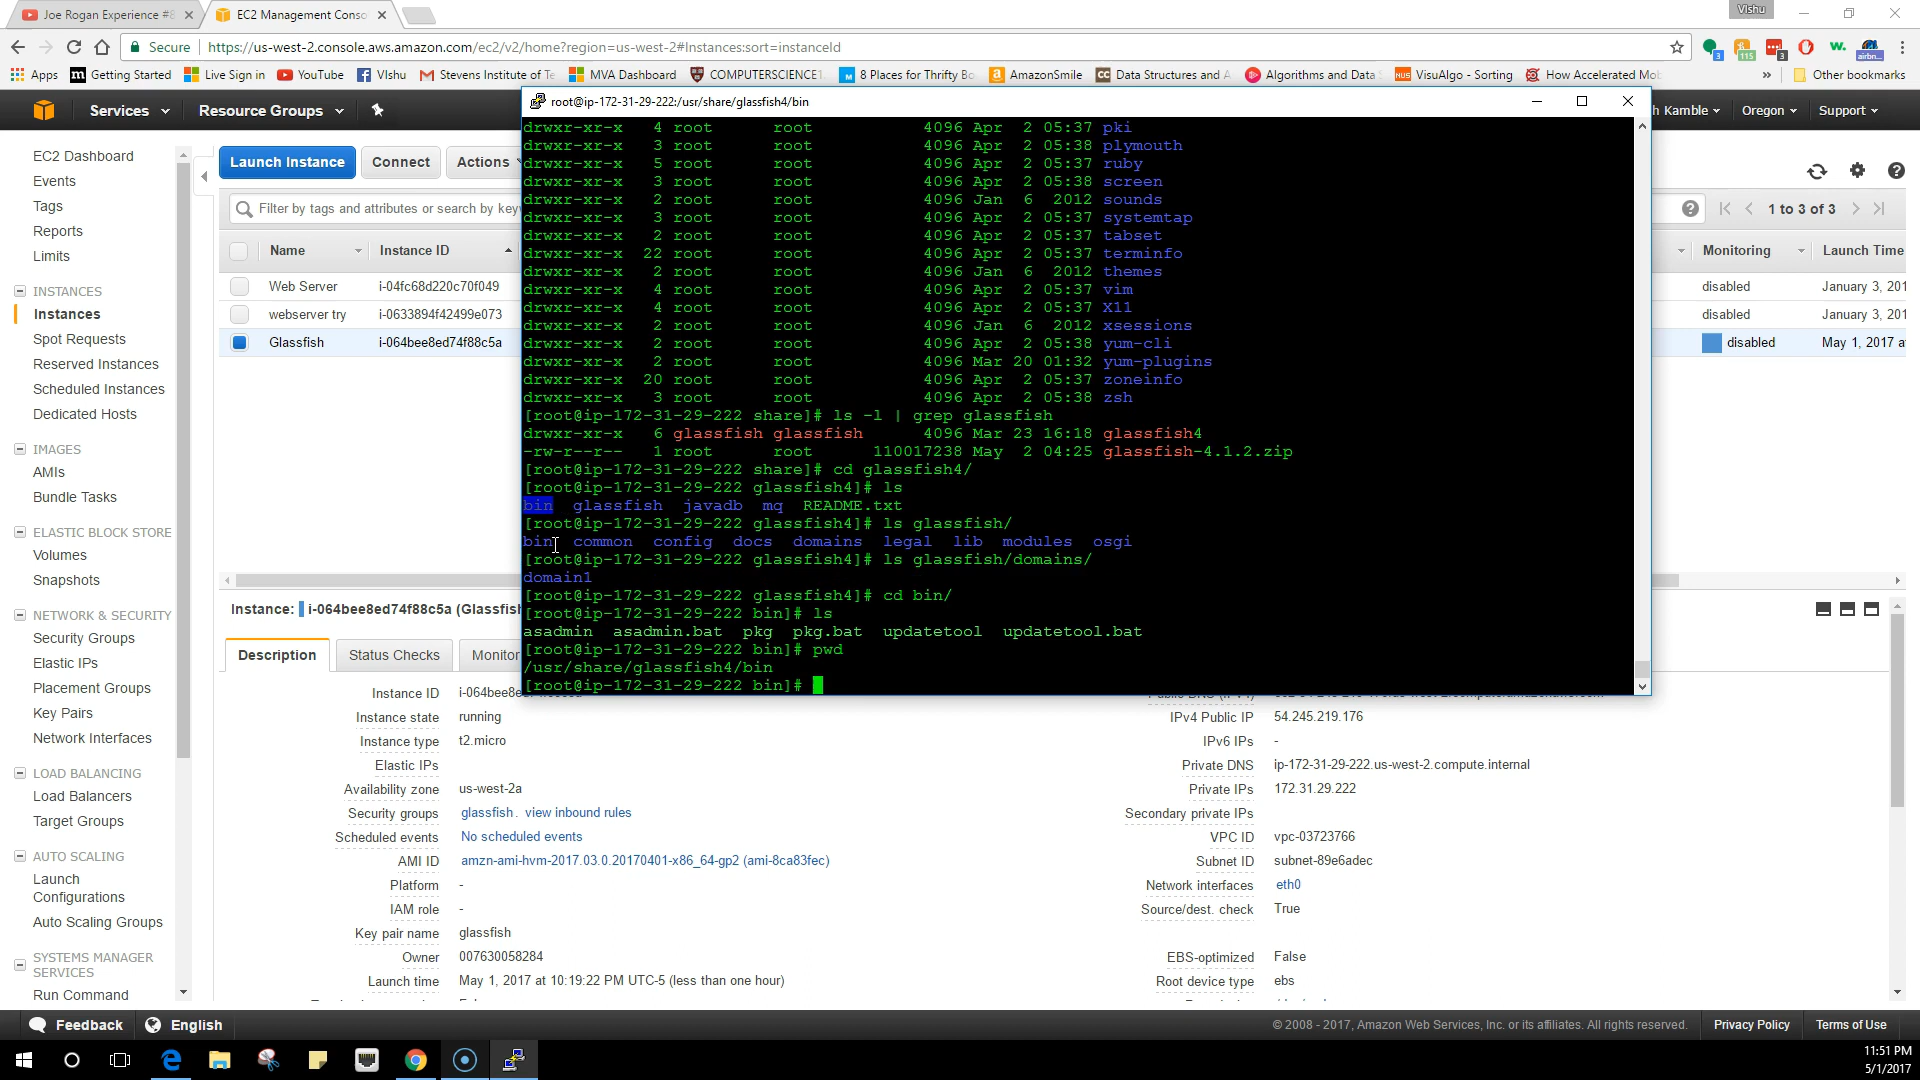 Joe Rogan Experience #8
EC2 Management Conso
Vishu
Secure
https://us-west-2.console.aws.amazon.com/ec2/v2/home?region=us-west-2#Instances:sort=instanceId
Apps
Getting Started
Live Sign in
YouTube
Vishu
Stevens Institute of Te
MVA Dashboard
COMPUTERSCIENCE1
8 Places for Thrifty Bo
AmazonSmile
Data Structures and A
Algorithms and Data
VisuAlgo - Sorting
How Accelerated Mo
»
Other bookmarks
Services
Resource Groups
h Kamble
Oregon
Support
root@ip-172-31-29-222:/usr/share/glassfish4/bin
drwxr-xr-x 4 root root 4096 Apr 2 05:37 pki
drwxr-xr-x 3 root root 4096 Apr 2 05:38 plymouth
drwxr-xr-x 5 root root 4096 Apr 2 05:37 ruby
drwxr-xr-x 3 root root 4096 Apr 2 05:38 screen
drwxr-xr-x 2 root root 4096 Jan 6 2012 sounds
drwxr-xr-x 3 root root 4096 Apr 2 05:37 systemtap
drwxr-xr-x 2 root root 4096 Apr 2 05:37 tabset
drwxr-xr-x 22 root root 4096 Apr 2 05:37 terminfo
drwxr-xr-x 2 root root 4096 Jan 6 2012 themes
drwxr-xr-x 4 root root 4096 Apr 2 05:37 vim
drwxr-xr-x 4 root root 4096 Apr 2 05:37 X11
drwxr-xr-x 2 root root 4096 Jan 6 2012 xsessions
drwxr-xr-x 2 root root 4096 Apr 2 05:38 yum-cli
drwxr-xr-x 2 root root 4096 Mar 20 01:32 yum-plugins
drwxr-xr-x 20 root root 4096 Apr 2 05:37 zoneinfo
drwxr-xr-x 3 root root 4096 Apr 2 05:38 zsh
[root@ip-172-31-29-222 share]# ls -l | grep glassfish
drwxr-xr-x 6 glassfish glassfish 4096 Mar 23 16:18 glassfish4
-rw-r--r-- 1 root root 110017238 May 2 04:25 glassfish-4.1.2.zip
[root@ip-172-31-29-222 share]# cd glassfish4/
[root@ip-172-31-29-222 glassfish4]# ls
bin glassfish javadb mq README.txt
[root@ip-172-31-29-222 glassfish4]# ls glassfish/
bin common config docs domains legal lib modules osgi
[root@ip-172-31-29-222 glassfish4]# ls glassfish/domains/
domain1
[root@ip-172-31-29-222 glassfish4]# cd bin/
[root@ip-172-31-29-222 bin]# ls
asadmin asadmin.bat pkg pkg.bat updatetool updatetool.bat
[root@ip-172-31-29-222 bin]# pwd
/usr/share/glassfish4/bin
[root@ip-172-31-29-222 bin]#
EC2 Dashboard
Events
Tags
Reports
Limits
INSTANCES
Instances
Spot Requests
Reserved Instances
Scheduled Instances
Dedicated Hosts
IMAGES
AMIs
Bundle Tasks
ELASTIC BLOCK STORE
Volumes
Snapshots
NETWORK & SECURITY
Security Groups
Elastic IPs
Placement Groups
Key Pairs
Network Interfaces
LOAD BALANCING
Load Balancers
Target Groups
AUTO SCALING
Launch
Configurations
Auto Scaling Groups
SYSTEMS MANAGER
SERVICES
Run Command
Launch Instance
Connect
Actions
Filter by tags and attributes or search by key
1 to 3 of 3
Name
Instance ID
Monitoring
Launch Time
Web Server i-04fc68d220c70f049 disabled January 3, 201
webserver try i-0633894f42499e073 disabled January 3, 201
Glassfish i-064bee8ed74f88c5a disabled May 1, 2017 a
Instance: i-064bee8ed74f88c5a (Glassfis
Description
Status Checks
Monitor
Instance ID
Instance state running
Instance type t2.micro
Elastic IPs
Availability zone us-west-2a
Security groups glassfish. view inbound rules
Scheduled events No scheduled events
AMI ID amzn-ami-hvm-2017.03.0.20170401-x86_64-gp2 (ami-8ca83fec)
Platform -
IAM role -
Key pair name glassfish
Owner 007630058284
Launch time May 1, 2017 at 10:19:22 PM UTC-5 (less than one hour)
IPv4 Public IP 54.245.219.176
IPv6 IPs -
Private DNS ip-172-31-29-222.us-west-2.compute.internal
Private IPs 172.31.29.222
Secondary private IPs
VPC ID vpc-03723766
Subnet ID subnet-89e6adec
Network interfaces eth0
Source/dest. check True
EBS-optimized False
Root device type ebs
Feedback
English
© 2008 - 2017, Amazon Web Services, Inc. or its affiliates. All rights reserved.
Privacy Policy
Terms of Use
11:51 PM
5/1/2017